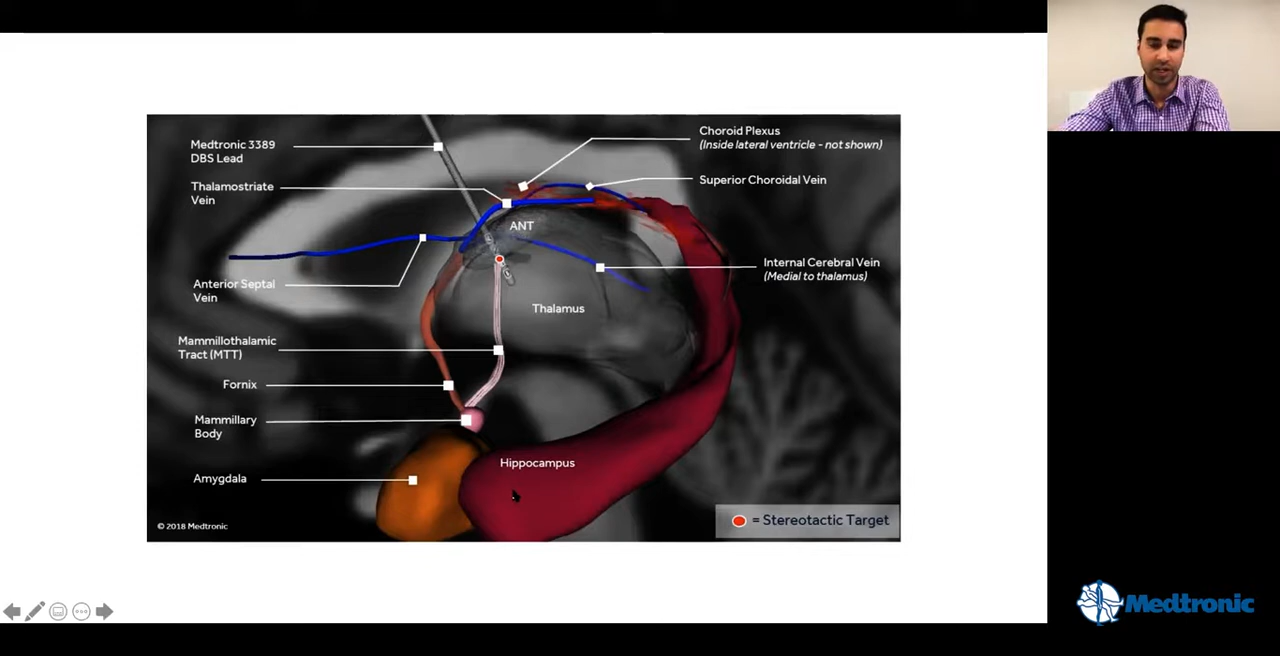 Medtronic 3389
DBS Lead
Thalamostriate
Vein
Anterior Septal
Vein
Mammillothalamic
Tract (MTT)
Fornix
Mammillary
Body
Amygdala
© 2018 Medtronic
ANT
Thalamus
Hippocampus
Choroid Plexus
(Inside lateral ventricle - not shown)
Superior Choroidal Vein
Internal Cerebral Vein
(Medial to thalamus)
= Stereotactic Target
Medtronic